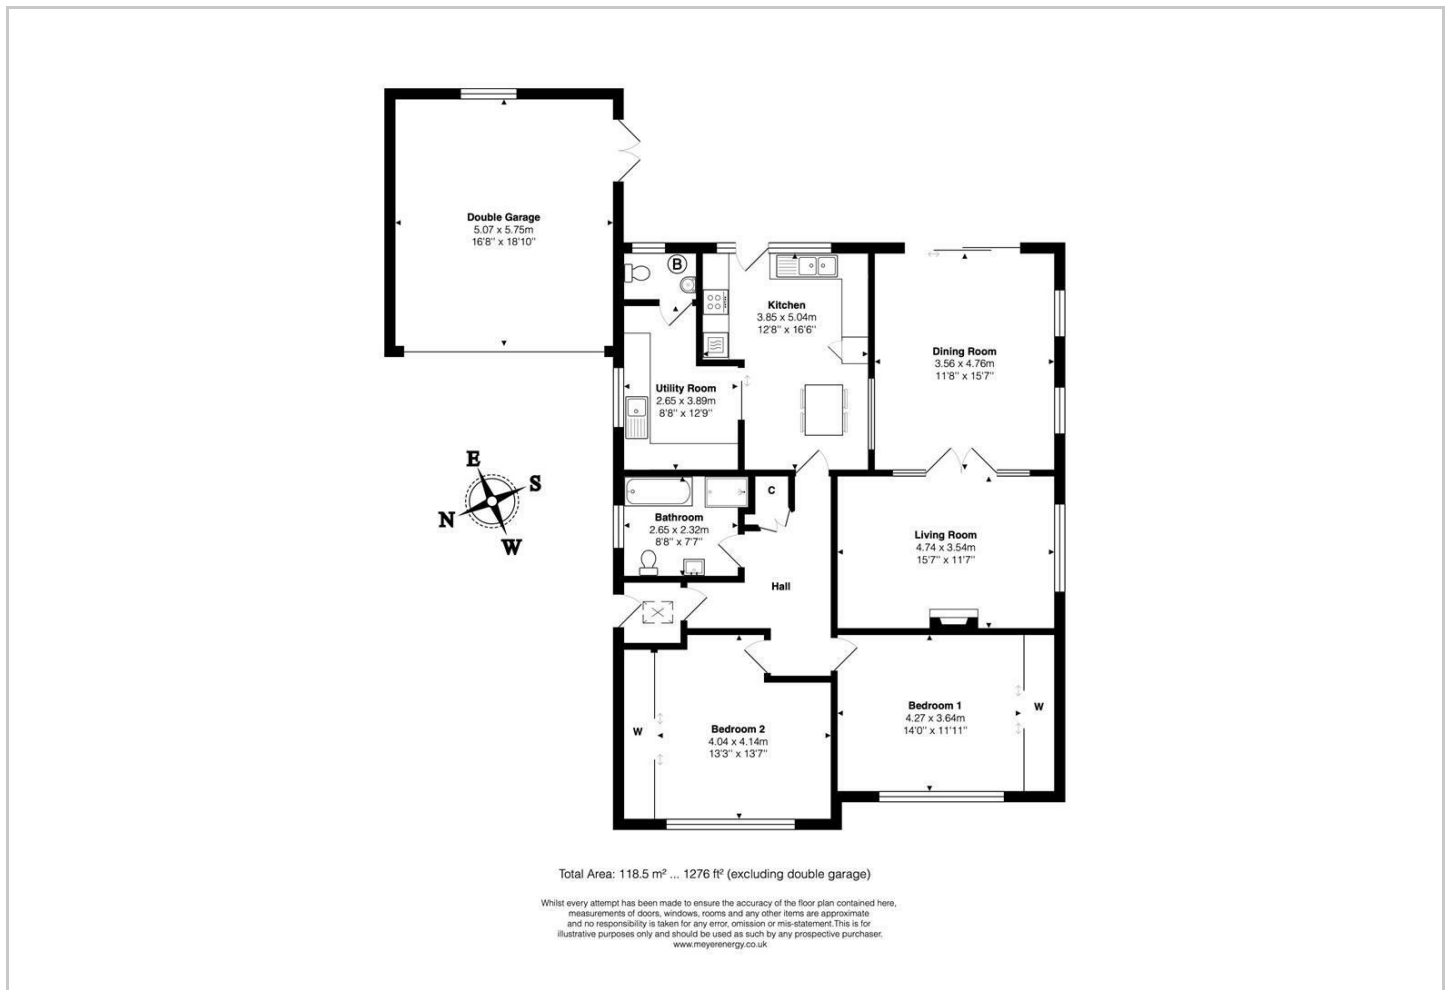 Double Garage
5.07 x 5.75m
16'8'' x 18'10''
B
Kitchen
3.85 x 5.04m
12'8'' x 16'6''
Dining Room
3.56 x 4.76m
11'8'' x 15'7''
Utility Room
2.65 x 3.89m
8'8'' x 12'9''
E
S
N
W
C
Bathroom
2.65 x 2.32m
8'8'' x 7'7''
Living Room
4.74 x 3.54m
15'7'' x 11'7''
Hall
Bedroom 1
4.27 x 3.64m
14'0'' x 11'11''
W
W
Bedroom 2
4.04 x 4.14m
13'3'' x 13'7''
Total Area: 118.5 m² ... 1276 ft² (excluding double garage)
Whilst every attempt has been made to ensure the accuracy of the floor plan contained here,
measurements of doors, windows, rooms and any other items are approximate
and no responsibility is taken for any error, omission or mis-statement.This is for
illustrative purposes only and should be used as such by any prospective purchaser.
www.meyerenergy.co.uk